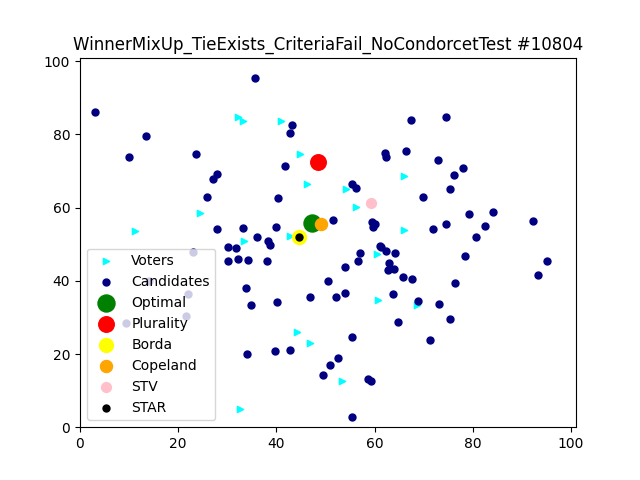 WinnerMixUp_TieExists_CriteriaFail_NoCondorcetTest #10804
100
80
60
40
20
0
0 20 40 60 80 100
Voters
Candidates
Optimal
Plurality
Borda
Copeland
STV
STAR